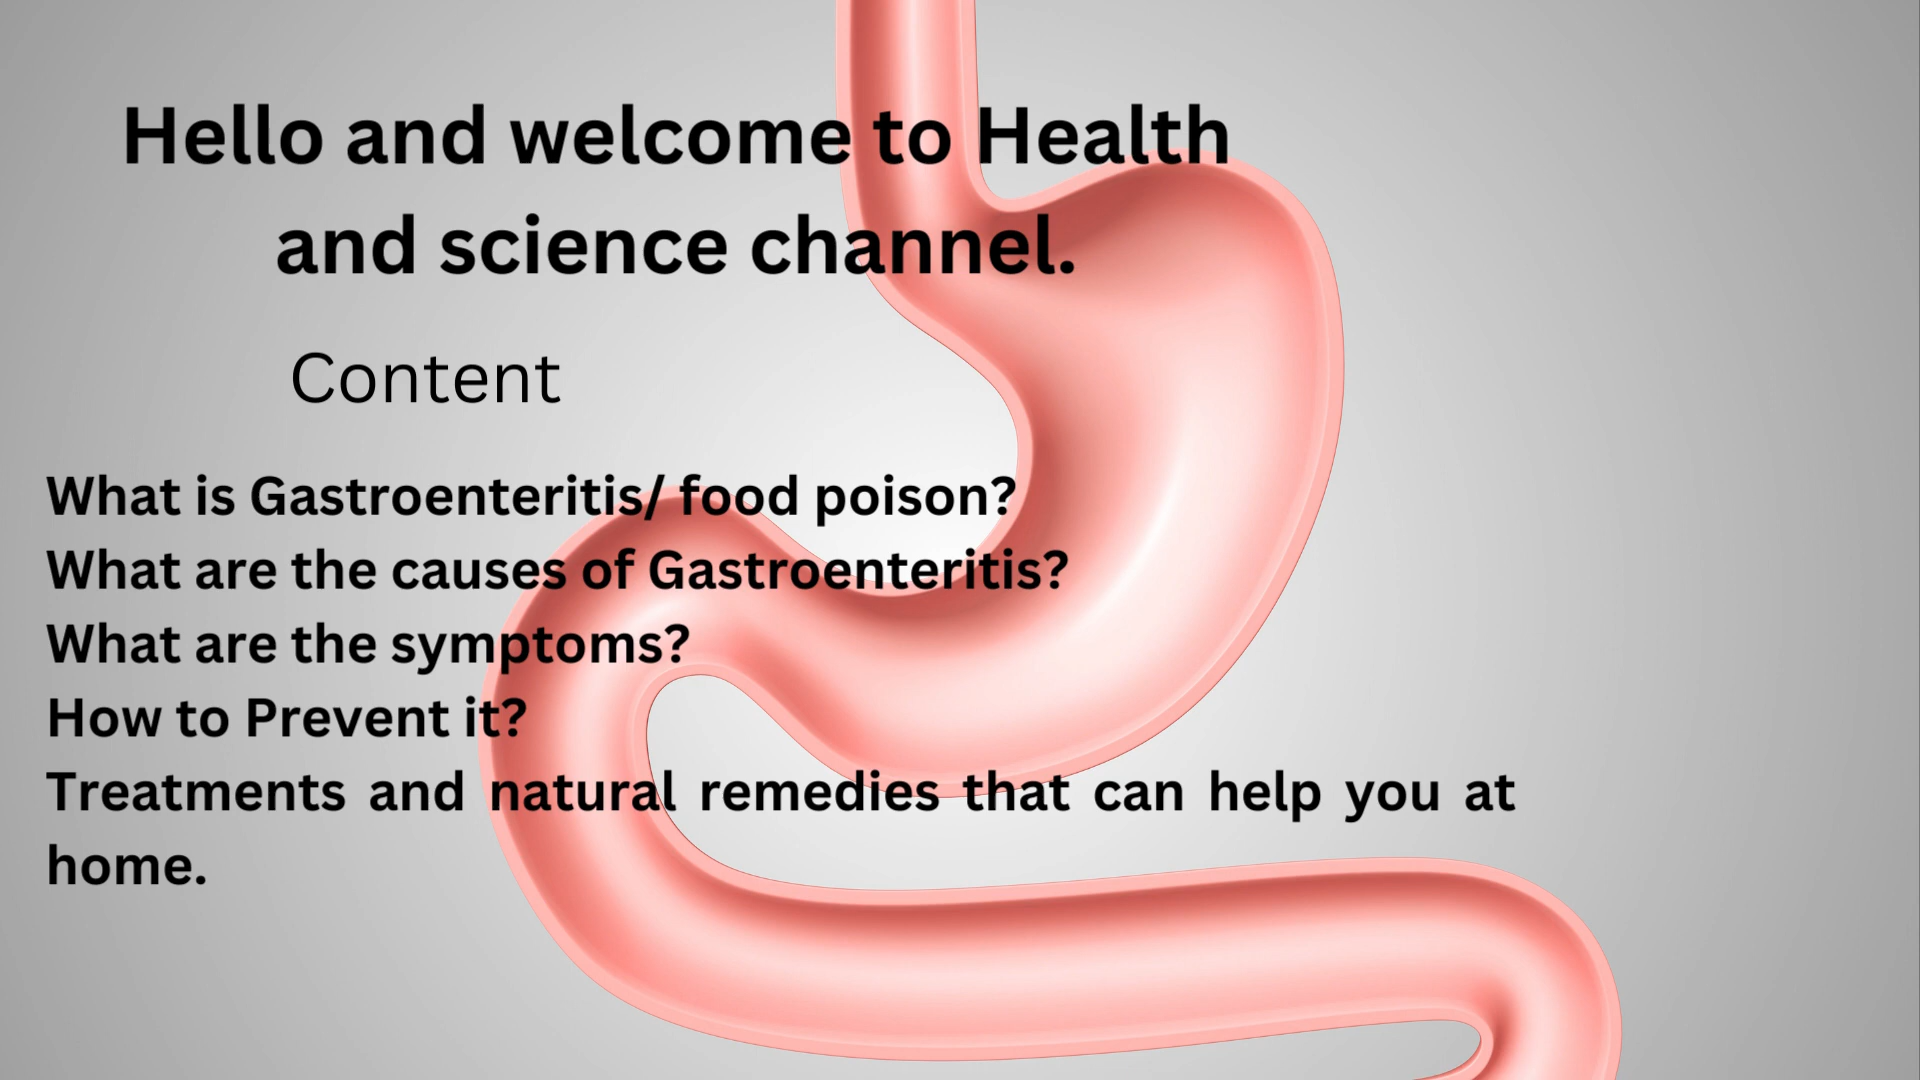 Hello and welcome to Health
and science channel.
Content
What is Gastroenteritis/ food poison?
What are the causes of Gastroenteritis?
What are the symptoms?
How to Prevent it?
Treatments and natural remedies that can help you at
home.